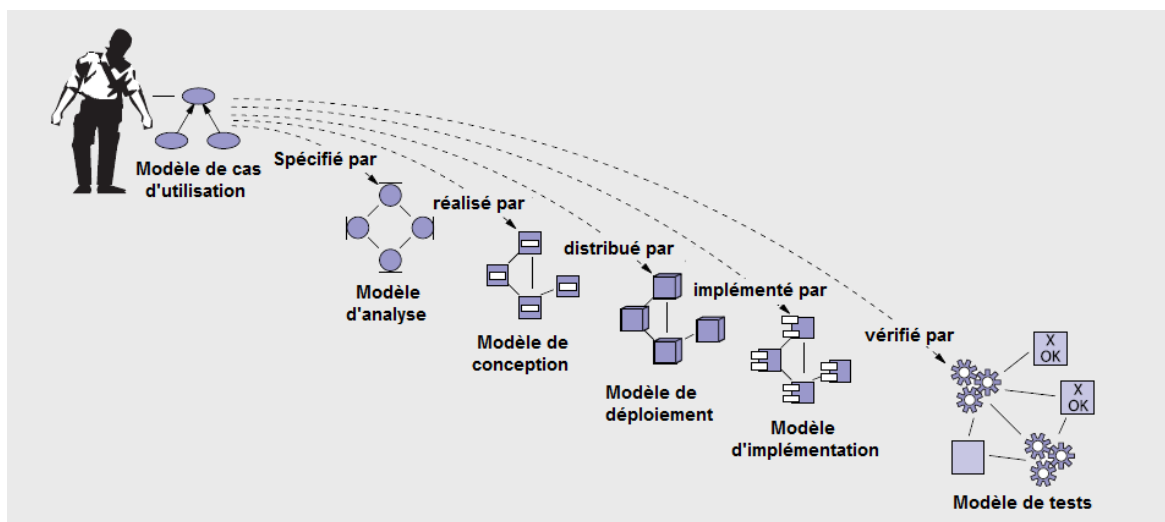 Modèle de cas
d'utilisation
Spécifié par
Modèle
d'analyse
réalisé par
Modèle de
conception
distribué par
Modèle de
déploiement
implémenté par
Modèle
d'implémentation
vérifié par
X
OK
X
OK
Modèle de tests